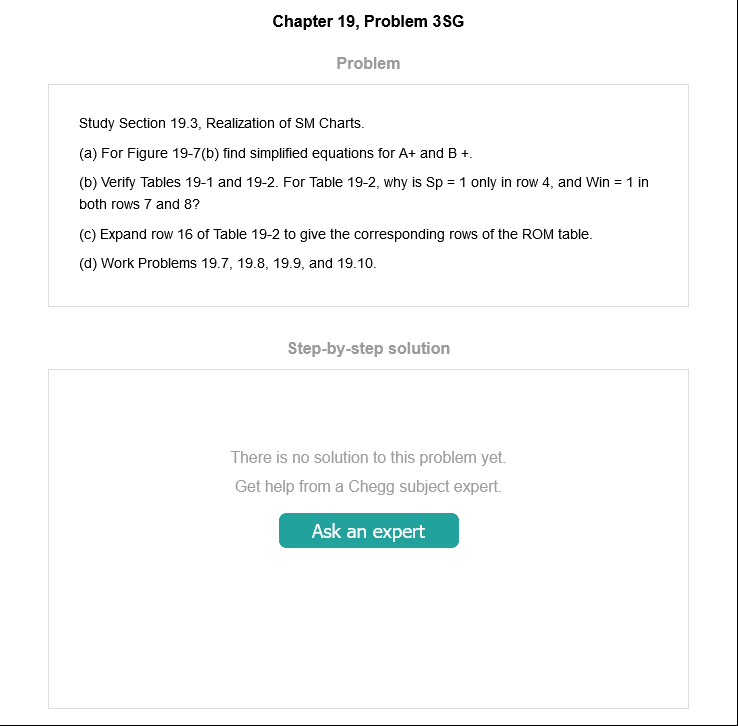 Chapter 19, Problem 3SG
Problem
Study Section 19.3, Realization of SM Charts.
(a) For Figure 19-7(b) find simplified equations for A+ and B +.
(b) Verify Tables 19-1 and 19-2. For Table 19-2, why is Sp = 1 only in row 4, and Win = 1 in
both rows 7 and 8?
(c) Expand row 16 of Table 19-2 to give the corresponding rows of the ROM table.
(d) Work Problems 19.7, 19.8, 19.9, and 19.10.
Step-by-step solution
There is no solution to this problem yet.
Get help from a Chegg subject expert.
Ask an expert